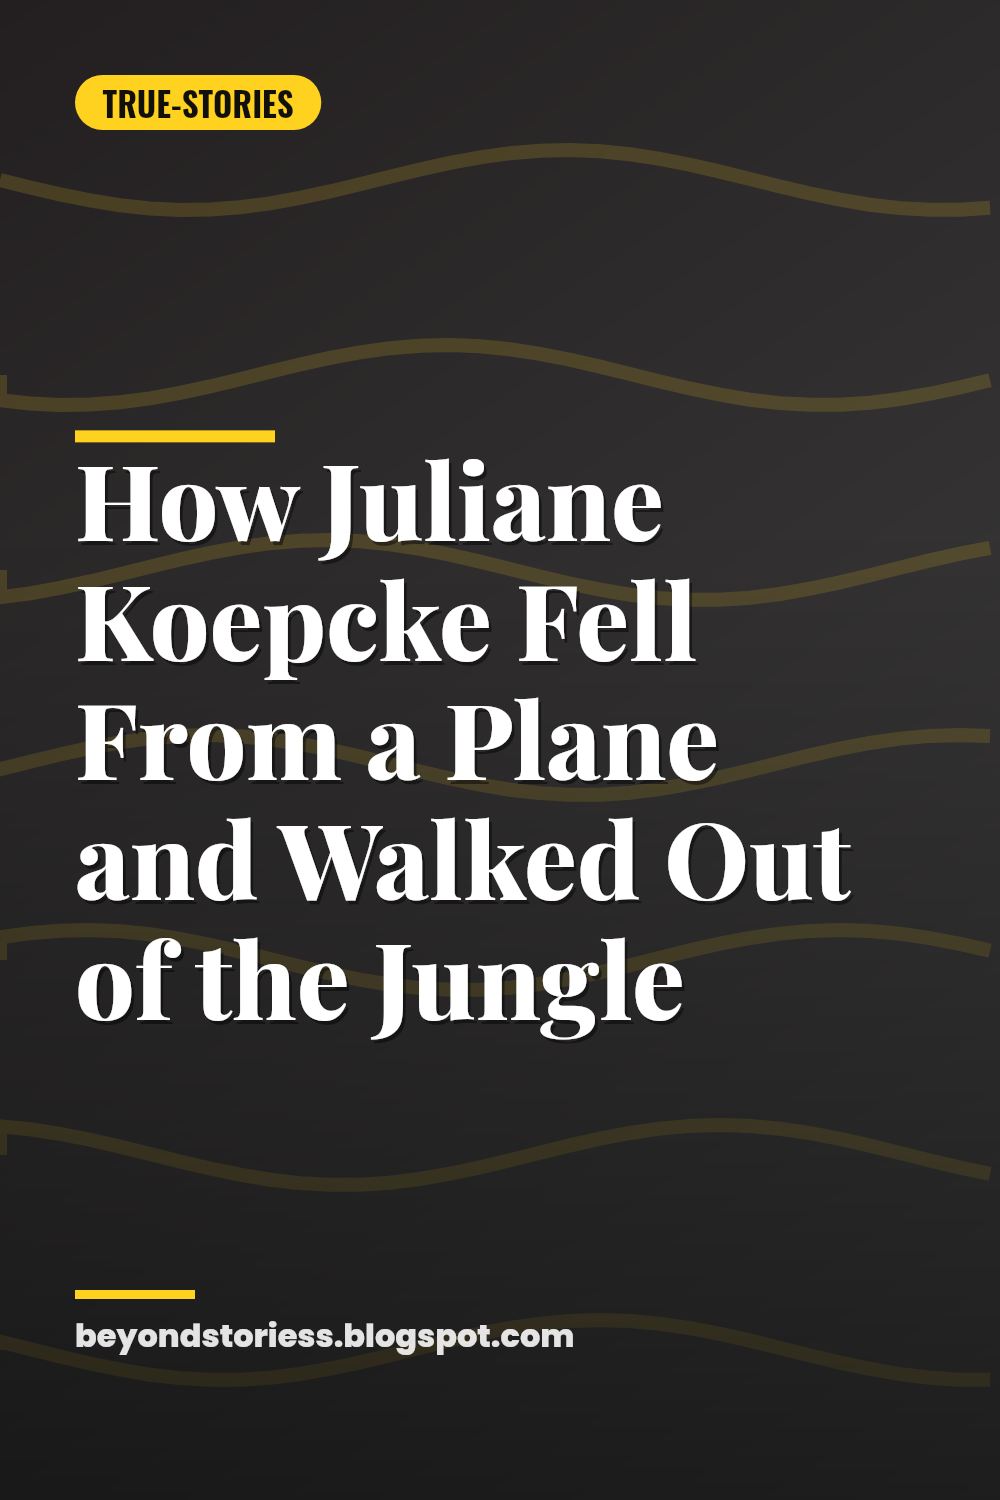 TRUE-STORIES
How Juliane
Koepcke Fell
From a Plane
and Walked Out
of the Jungle
beyondstoriess.blogspot.com